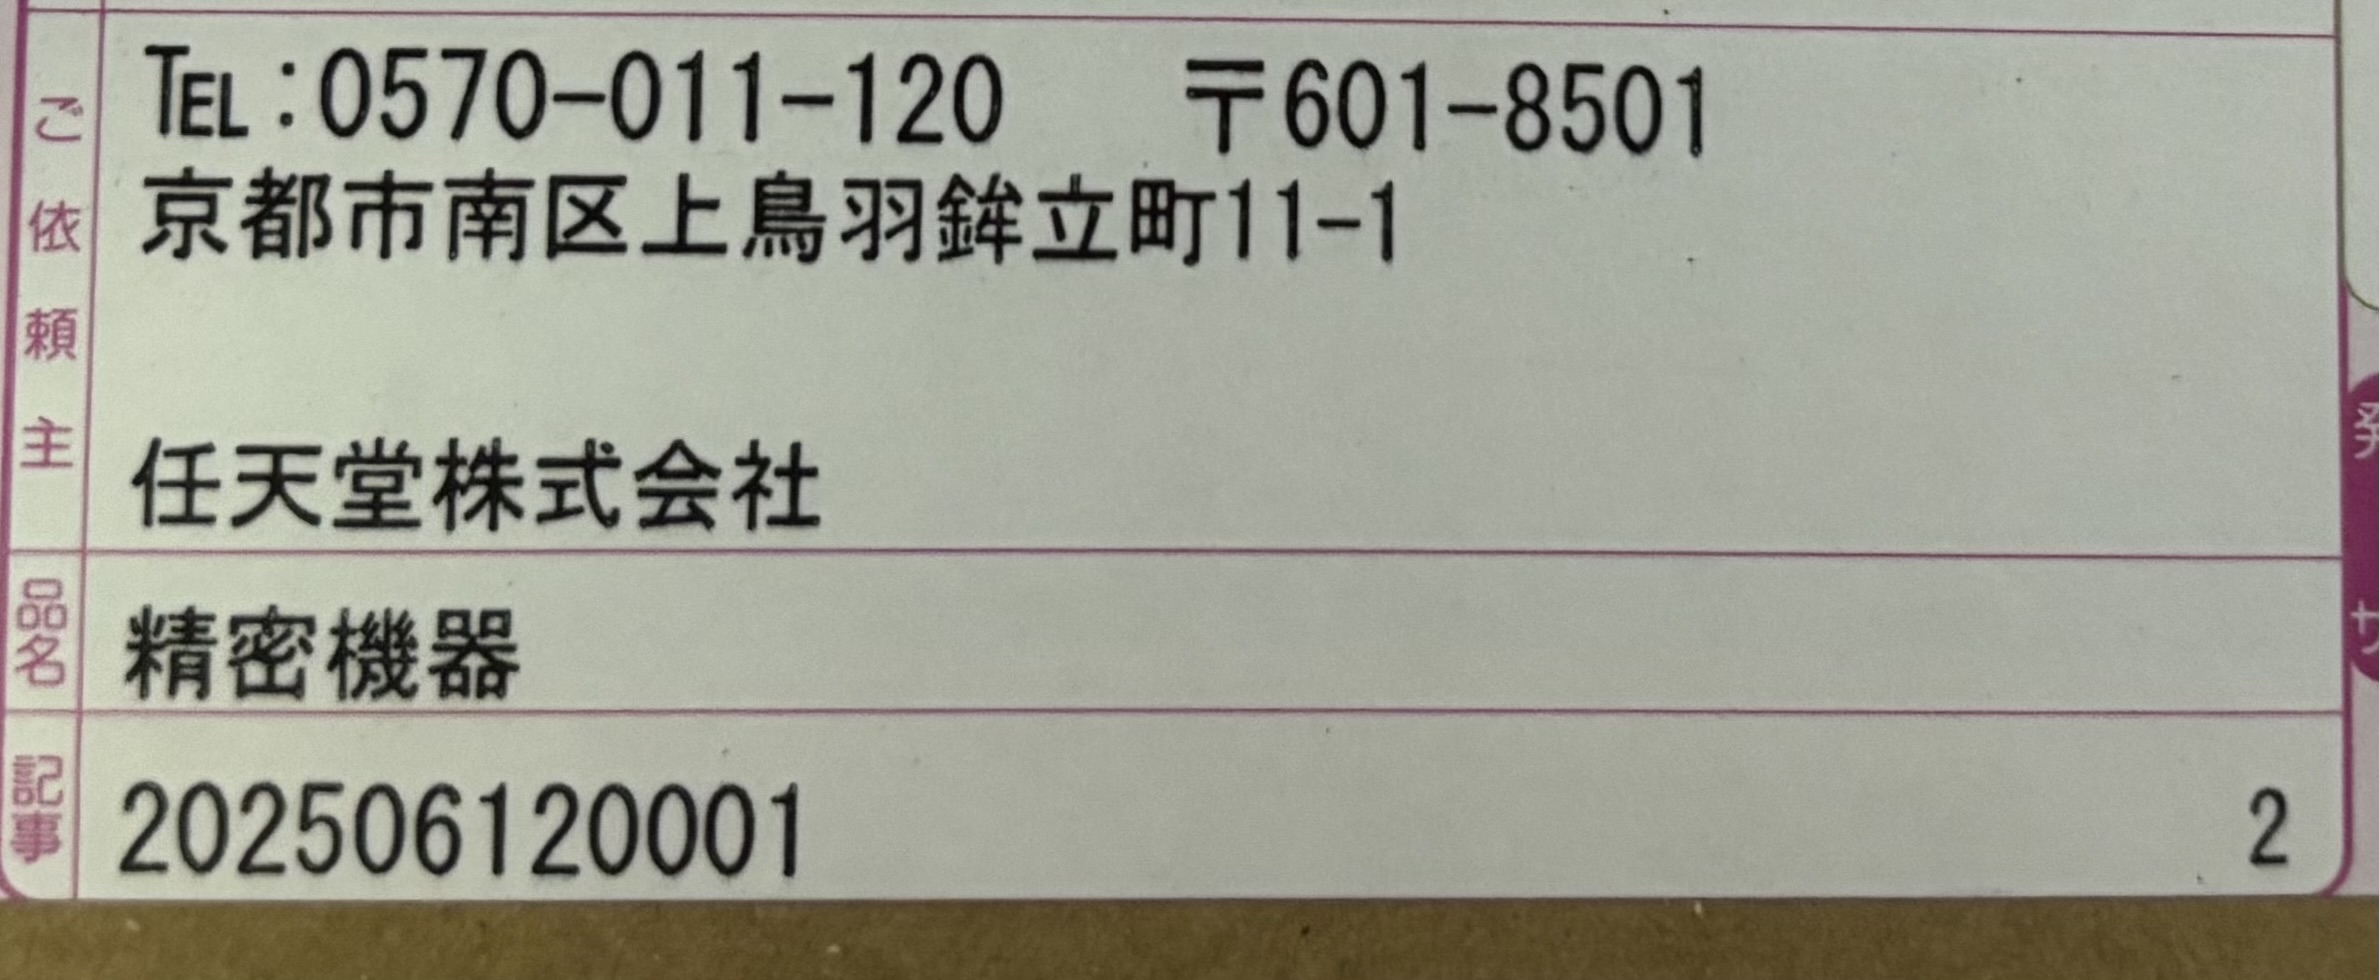 ご依頼主
TEL:0570-011-120 〒601-8501
京都市南区上鳥羽鉾立町11-1
任天堂株式会社
品名
精密機器
記事
202506120001 2
サ